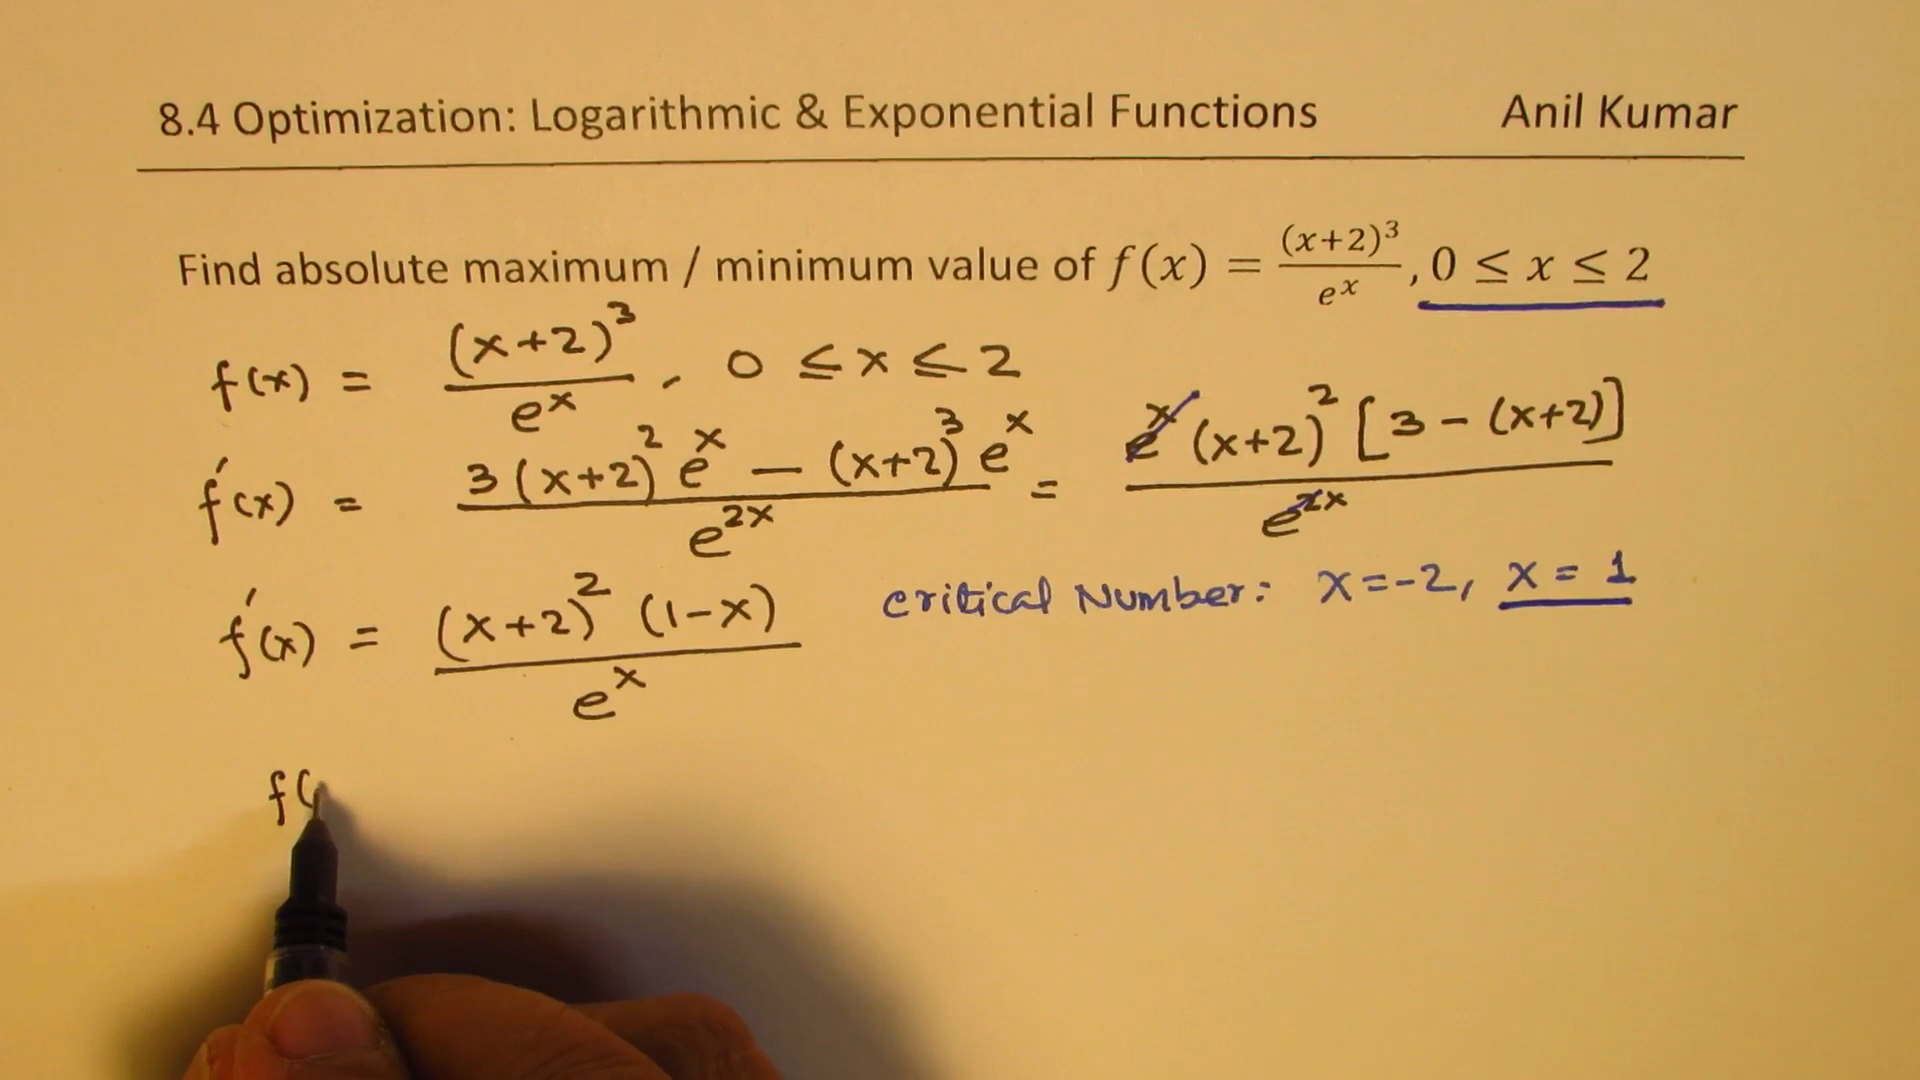 8.4 Optimization: Logarithmic & Exponential Functions Anil Kumar
Find absolute maximum / minimum value of f(x) = (x+2)³/eˣ, 0 ≤ x ≤ 2
f(x) = (x+2)³/eˣ, 0 ≤ x ≤ 2
f′(x) = (3(x+2)² eˣ − (x+2)³ eˣ)/e²ˣ = (eˣ (x+2)² [3 − (x+2)])/e²ˣ
f′(x) = ((x+2)² (1−x))/eˣ critical Number: x=-2, x = 1
f(